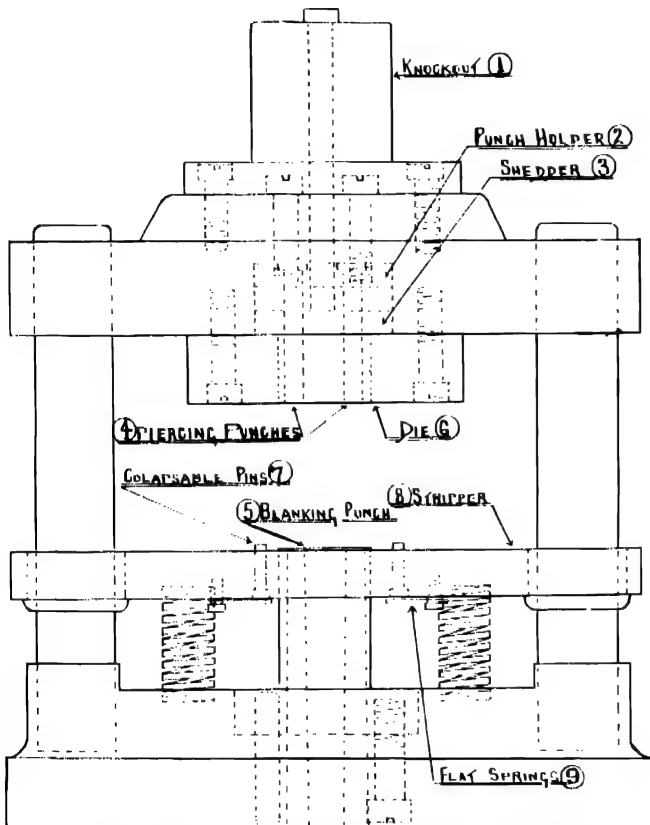 KNOCKOUT ①
PUNCH HOLDER ②
SHEDDER ③
④ PIERCING PUNCHES
DIE ⑥
COLAPSABLE PINS ⑦
⑤ BLANKING PUNCH
⑧ STRIPPER
FLAT SPRINGS ⑨